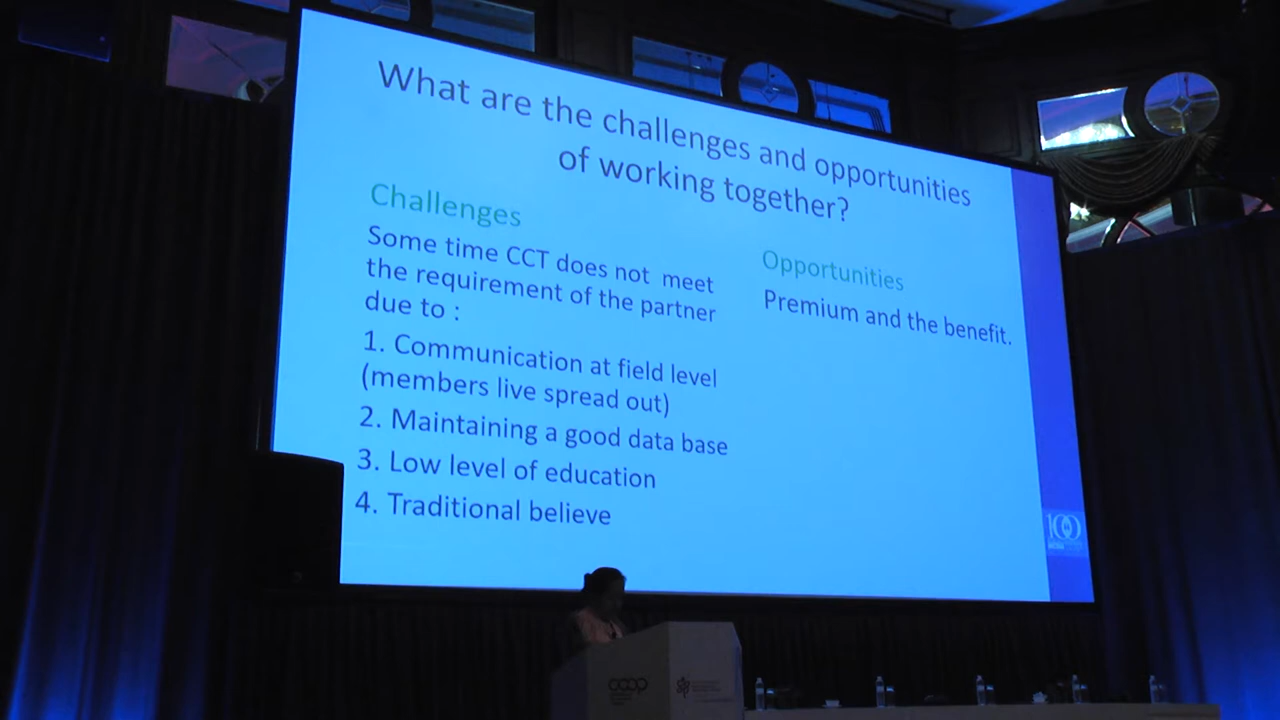 What are the challenges and opportunities
of working together?
Challenges
Some time CCT does not meet
the requirement of the partner
due to :
1. Communication at field level
(members live spread out)
2. Maintaining a good data base
3. Low level of education
4. Traditional believe
Opportunities
Premium and the benefit.
100
coop